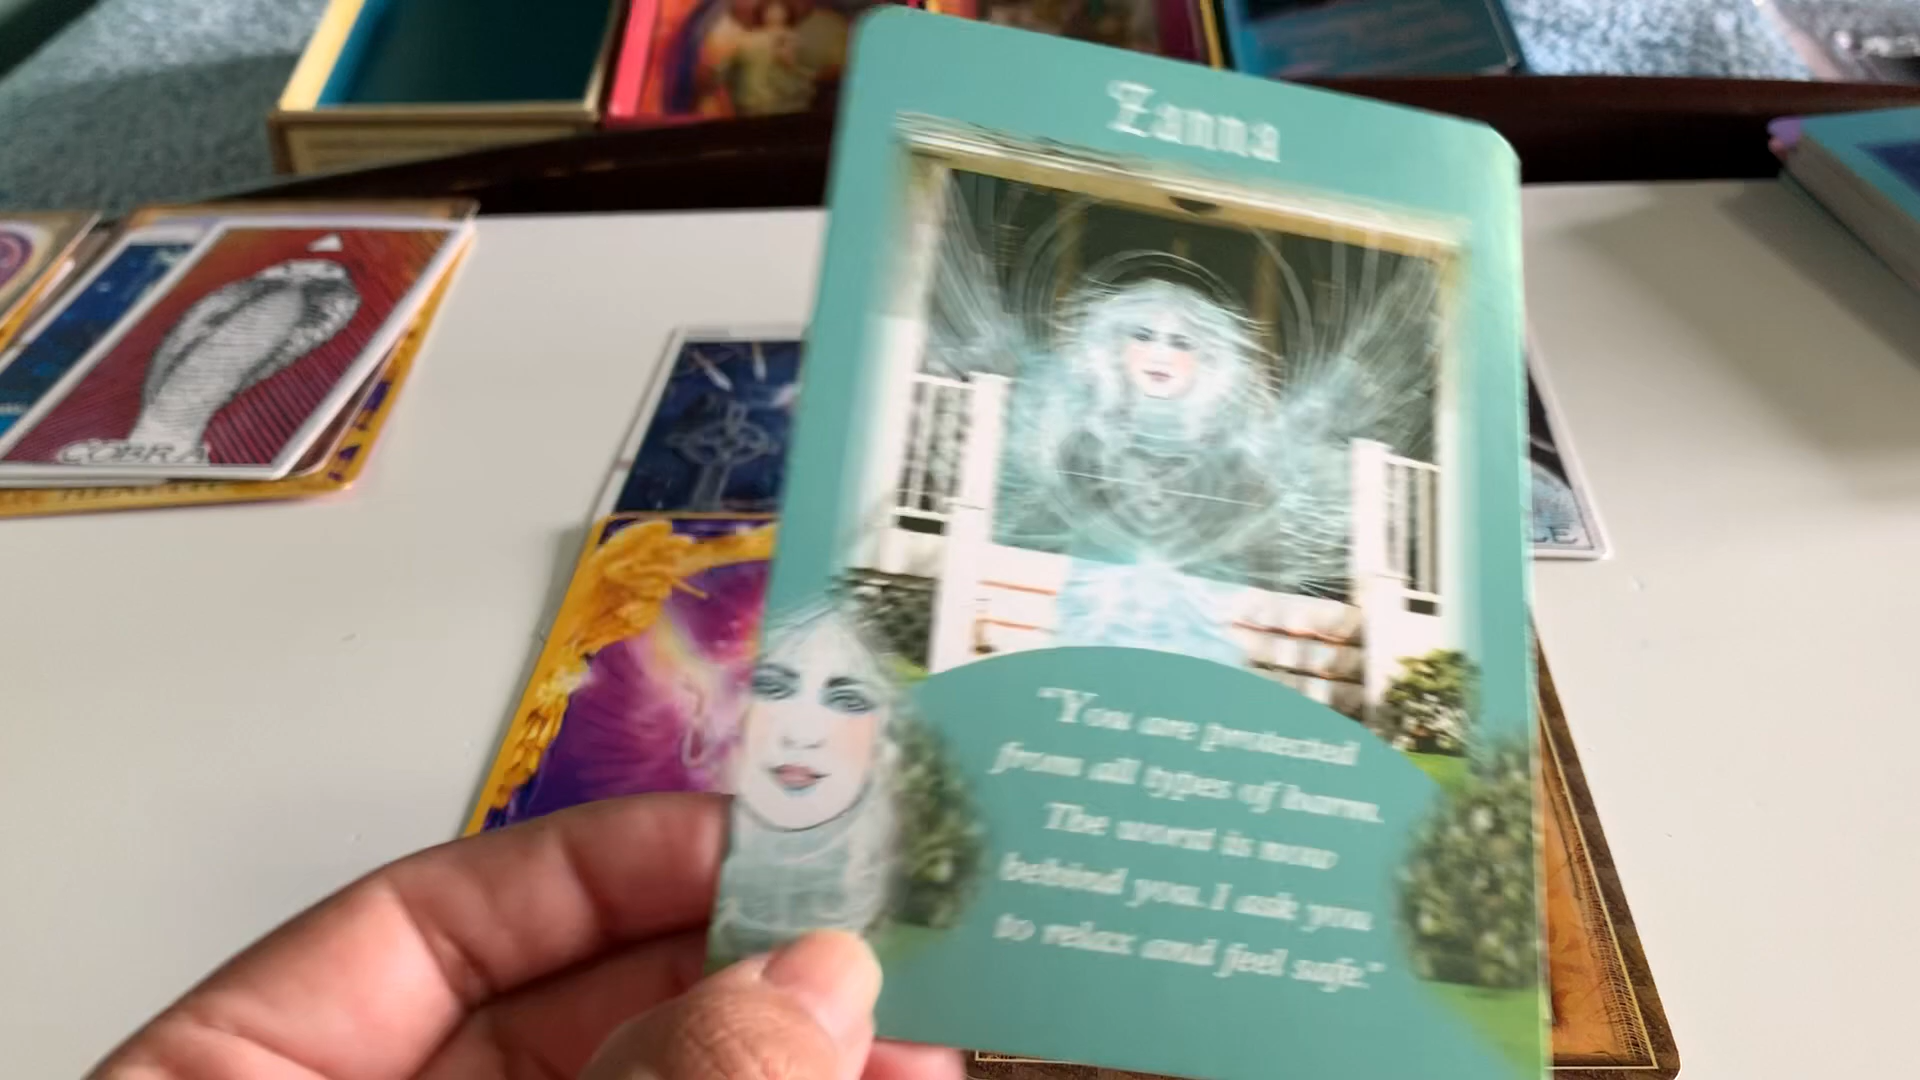 Zanna
COBRA
"You are protected
from all types of harm.
The worst is now
behind you. I ask you
to relax and feel safe."